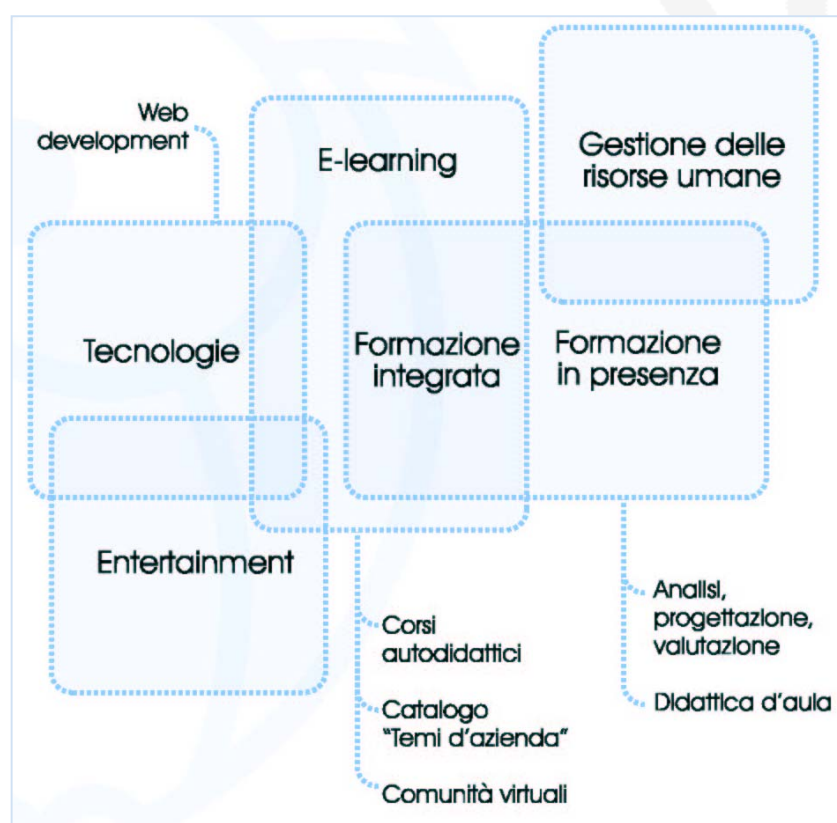 Web
development
E-learning
Gestione delle
risorse umane
Tecnologie
Formazione
integrata
Formazione
in presenza
Entertainment
Corsi
autodidattici
Catalogo
"Temi d'azienda"
Comunità virtuali
Analisi,
progettazione,
valutazione
Didattica d'aula